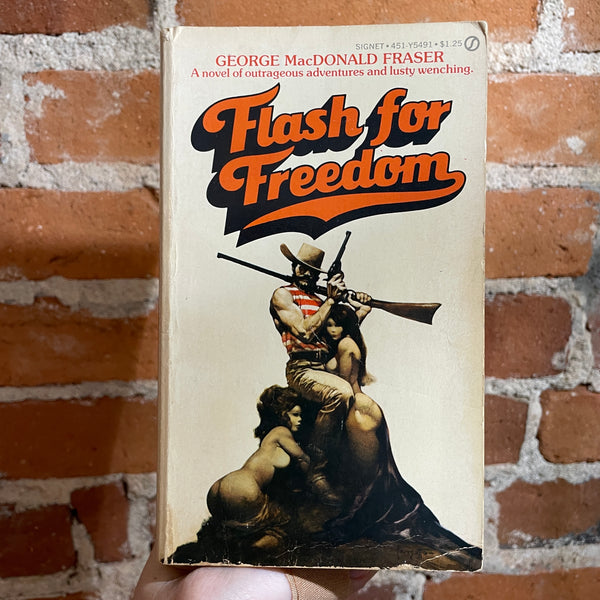 SIGNET • 451-Y5491 • $1.25
GEORGE MacDONALD FRASER
A novel of outrageous adventures and lusty wenching.
Flash for
Freedom